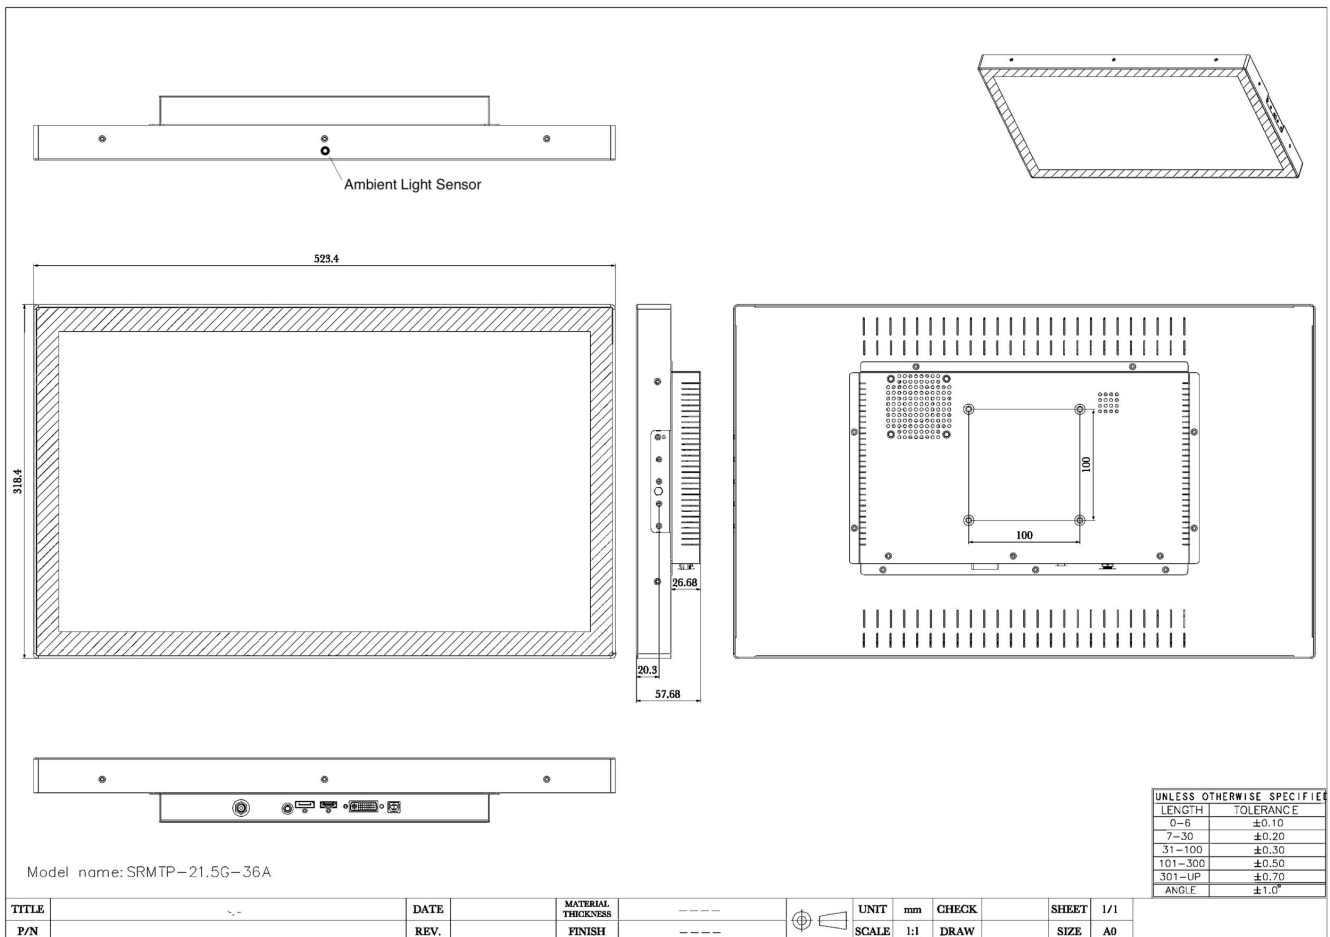 Ambient Light Sensor
523.4
318.4
100
100
26.68
20.3
57.68
UNLESS OTHERWISE SPECIFIED
LENGTH TOLERANCE
0-6 ±0.10
7-30 ±0.20
31-100 ±0.30
101-300 ±0.50
301-UP ±0.70
ANGLE ±1.0°
Model name: SRMTP-21.5G-36A
TITLE DATE MATERIAL THICKNESS ---- UNIT mm CHECK SHEET 1/1
P/N REV. FINISH ---- SCALE 1:1 DRAW SIZE A0